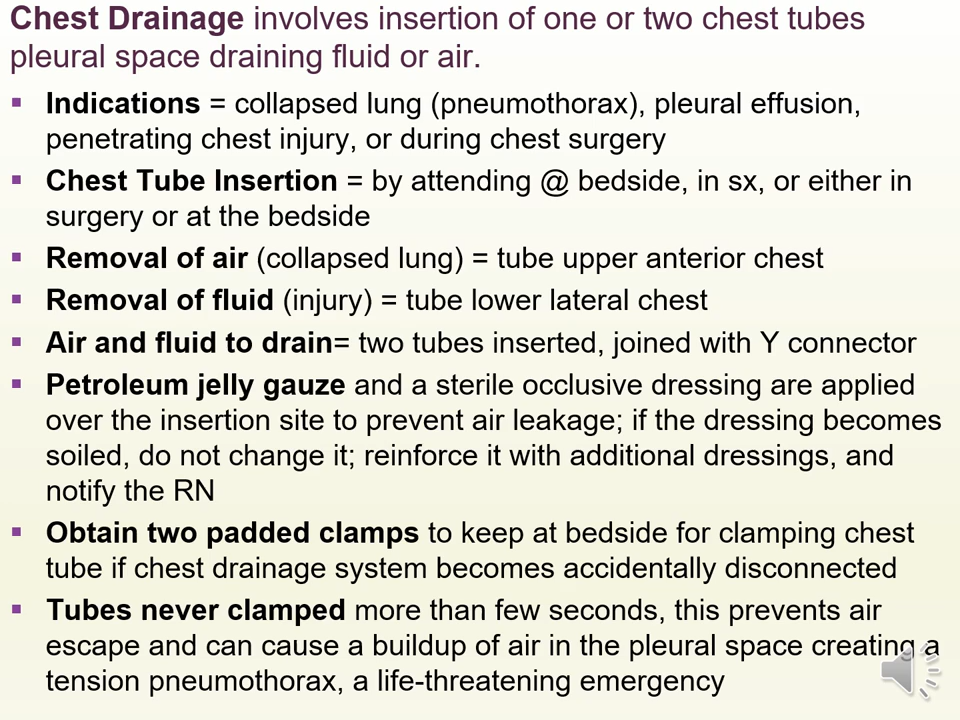 Chest Drainage involves insertion of one or two chest tubes
pleural space draining fluid or air.
▪ Indications = collapsed lung (pneumothorax), pleural effusion,
penetrating chest injury, or during chest surgery
▪ Chest Tube Insertion = by attending @ bedside, in sx, or either in
surgery or at the bedside
▪ Removal of air (collapsed lung) = tube upper anterior chest
▪ Removal of fluid (injury) = tube lower lateral chest
▪ Air and fluid to drain= two tubes inserted, joined with Y connector
▪ Petroleum jelly gauze and a sterile occlusive dressing are applied
over the insertion site to prevent air leakage; if the dressing becomes
soiled, do not change it; reinforce it with additional dressings, and
notify the RN
▪ Obtain two padded clamps to keep at bedside for clamping chest
tube if chest drainage system becomes accidentally disconnected
▪ Tubes never clamped more than few seconds, this prevents air
escape and can cause a buildup of air in the pleural space creating a
tension pneumothorax, a life-threatening emergency